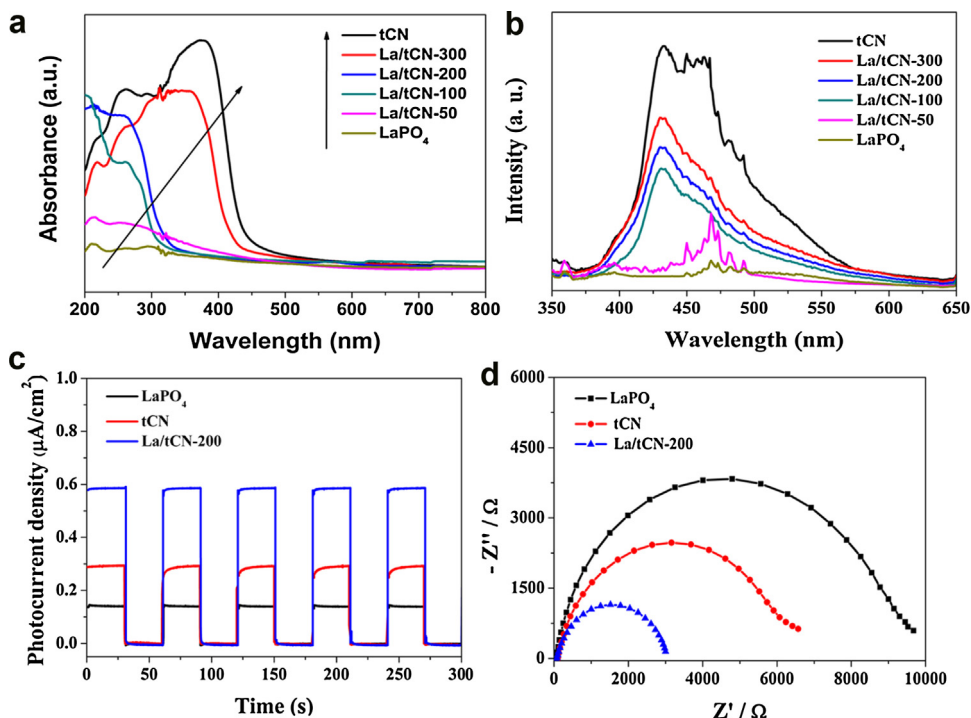 a
tCN
La/tCN-300
La/tCN-200
La/tCN-100
La/tCN-50
LaPO4
Absorbance (a.u.)
200 300 400 500 600 700 800
Wavelength (nm)
b
tCN
La/tCN-300
La/tCN-200
La/tCN-100
La/tCN-50
LaPO4
Intensity (a. u.)
350 400 450 500 550 600 650
Wavelength (nm)
c
1.0
0.8
0.6
0.4
0.2
0.0
LaPO4
tCN
La/tCN-200
Photocurrent density (μA/cm2)
0 50 100 150 200 250 300
Time (s)
d
6000
4500
3000
1500
0
LaPO4
tCN
La/tCN-200
- Z'' / Ω
0 2000 4000 6000 8000 10000
Z' / Ω